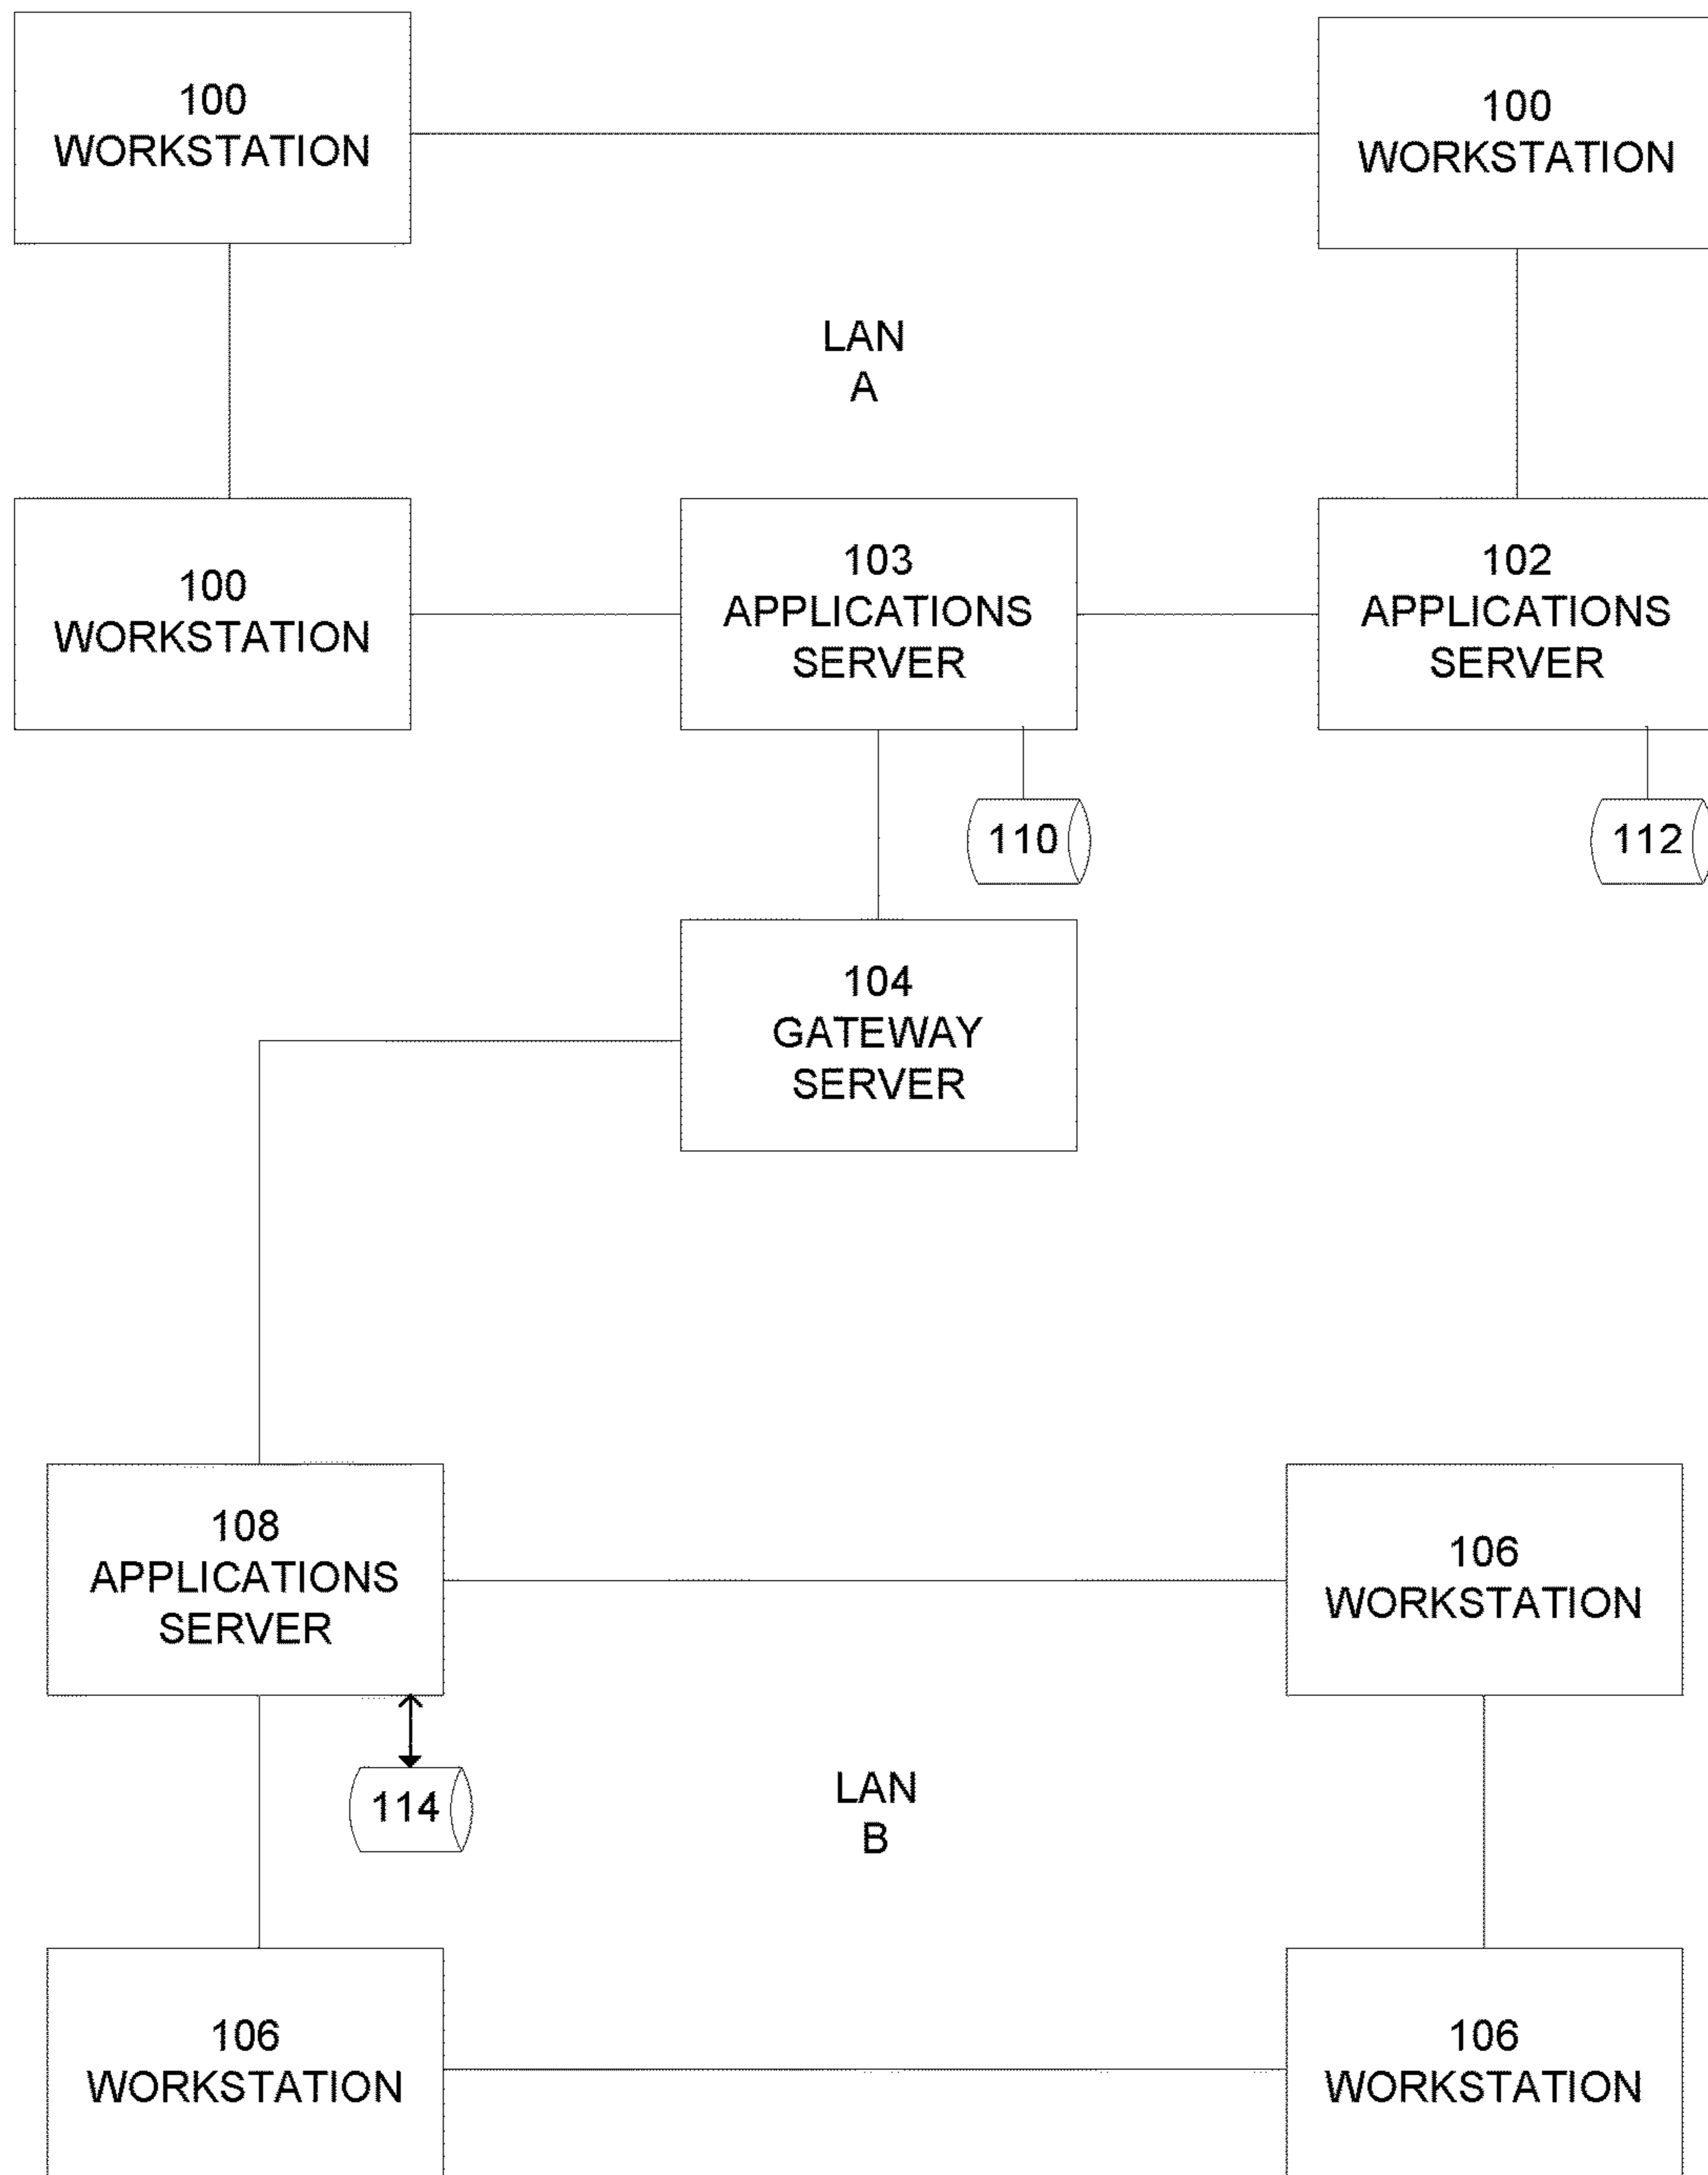 100
WORKSTATION
100
WORKSTATION
LAN
A
100
WORKSTATION
103
APPLICATIONS
SERVER
102
APPLICATIONS
SERVER
110
112
104
GATEWAY
SERVER
108
APPLICATIONS
SERVER
106
WORKSTATION
114
LAN
B
106
WORKSTATION
106
WORKSTATION